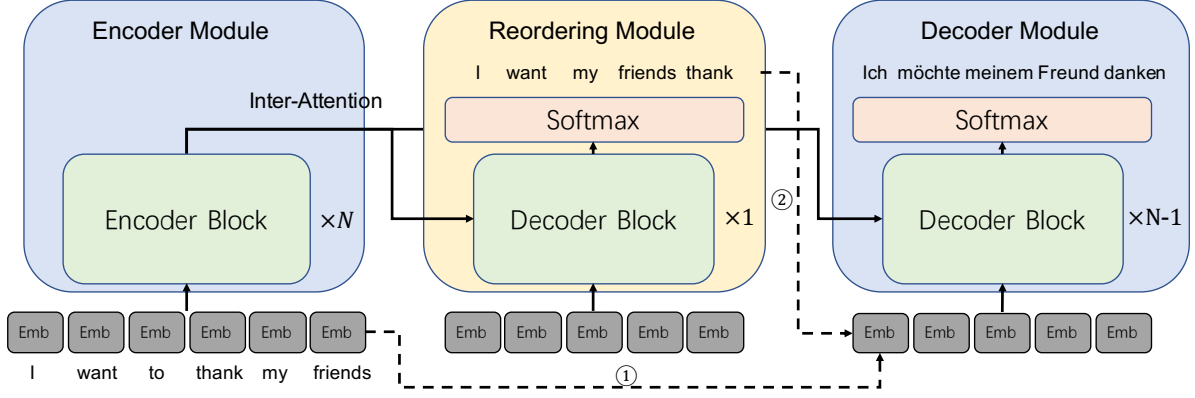 Encoder Module
Reordering Module
Decoder Module
I want my friends thank
Ich möchte meinem Freund danken
Inter-Attention
Softmax
Softmax
Encoder Block
×N
Decoder Block
×1
②
Decoder Block
×N-1
Emb Emb Emb Emb Emb Emb
Emb Emb Emb Emb Emb
Emb Emb Emb Emb Emb
I want to thank my friends
①